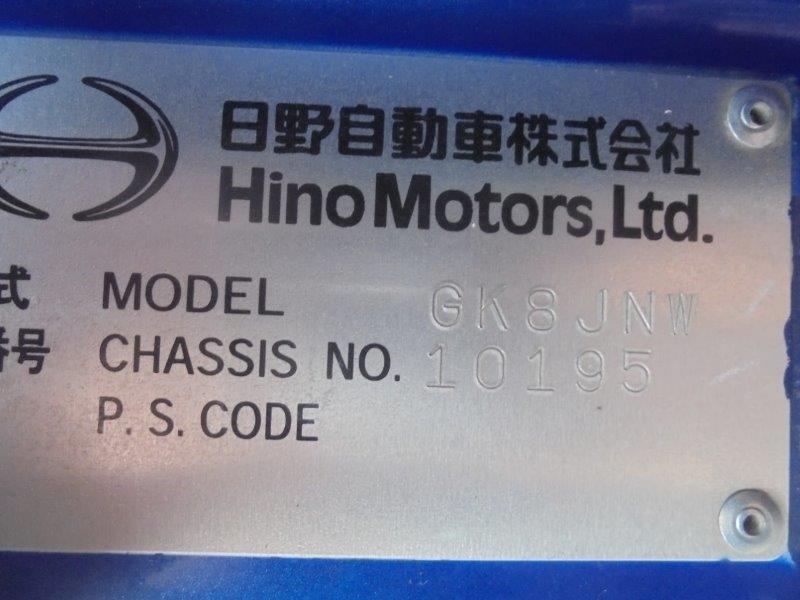 日野自動車株式会社
Hino Motors, Ltd.
式 MODEL GK8JNW
番号 CHASSIS NO. 10195
P. S. CODE